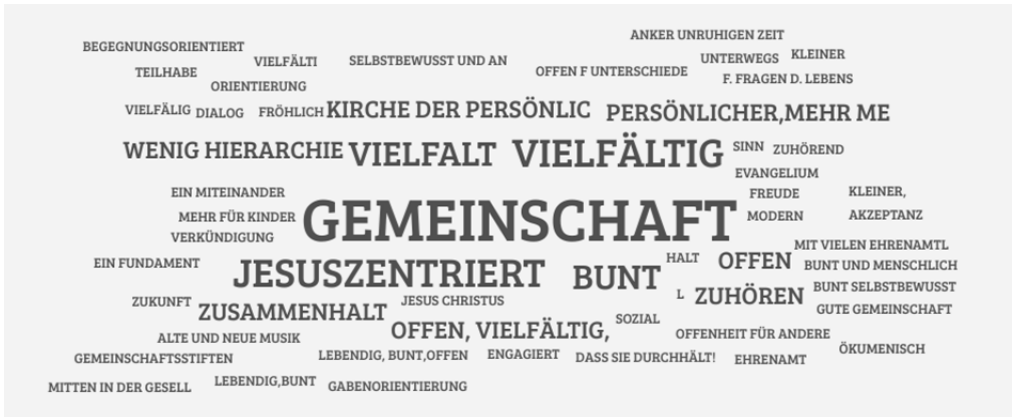 ANKER UNRUHIGEN ZEIT
BEGEGNUNGSORIENTIERT
VIELFÄLTI
SELBSTBEWUSST UND AN
UNTERWEGS
KLEINER
TEILHABE
OFFEN F UNTERSCHIEDE
F. FRAGEN D. LEBENS
ORIENTIERUNG
VIELFÄLIG
DIALOG
FRÖHLICH
KIRCHE DER PERSÖNLIC
PERSÖNLICHER,MEHR ME
WENIG HIERARCHIE
VIELFALT
VIELFÄLTIG
SINN
ZUHÖREND
EVANGELIUM
EIN MITEINANDER
FREUDE
KLEINER,
MEHR FÜR KINDER
GEMEINSCHAFT
MODERN
AKZEPTANZ
VERKÜNDIGUNG
MIT VIELEN EHRENAMTL
EIN FUNDAMENT
JESUSZENTRIERT
BUNT
HALT
OFFEN
BUNT UND MENSCHLICH
ZUKUNFT
ZUSAMMENHALT
JESUS CHRISTUS
L
ZUHÖREN
BUNT SELBSTBEWUSST
GUTE GEMEINSCHAFT
ALTE UND NEUE MUSIK
OFFEN, VIELFÄLTIG,
SOZIAL
OFFENHEIT FÜR ANDERE
ÖKUMENISCH
GEMEINSCHAFTSSTIFTEN
LEBENDIG, BUNT,OFFEN
ENGAGIERT
DASS SIE DURCHHÄLT!
EHRENAMT
MITTEN IN DER GESELL
LEBENDIG,BUNT
GABENORIENTIERUNG